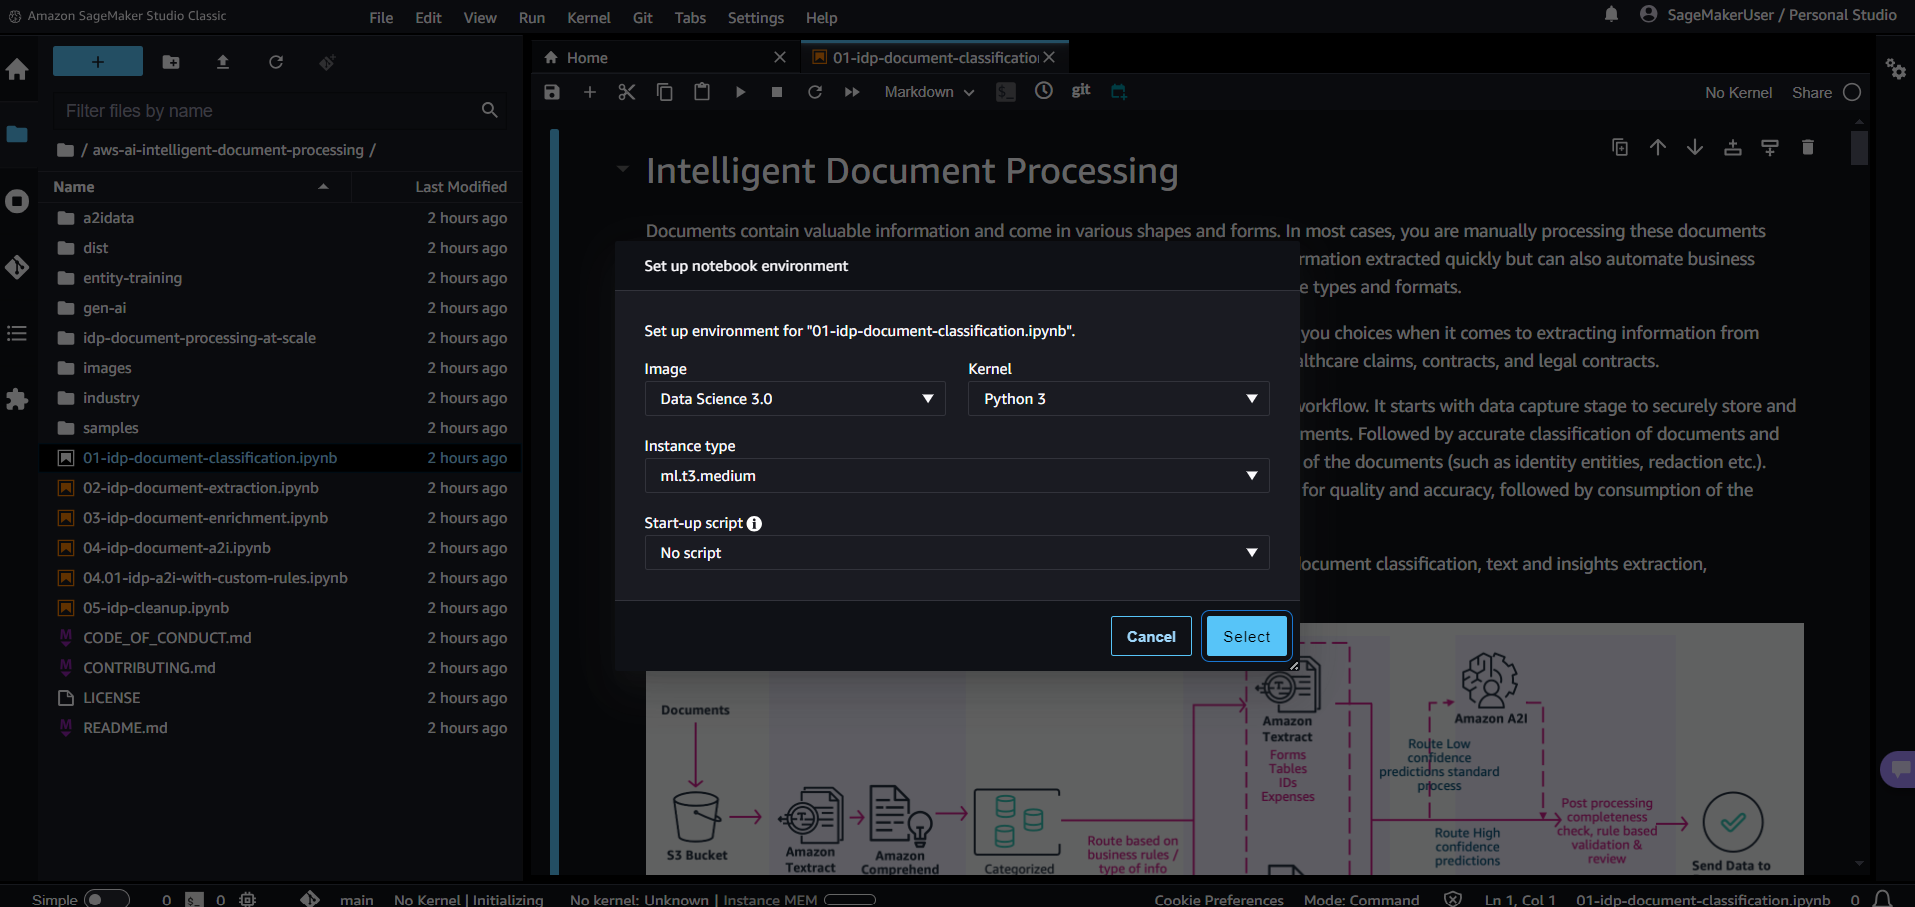 Amazon SageMaker Studio Classic
File Edit View Run Kernel Git Tabs Settings Help
SageMakerUser / Personal Studio
Filter files by name
/ aws-ai-intelligent-document-processing /
Name Last Modified
a2idata 2 hours ago
dist 2 hours ago
entity-training 2 hours ago
gen-ai 2 hours ago
idp-document-processing-at-scale 2 hours ago
images 2 hours ago
industry 2 hours ago
samples 2 hours ago
01-idp-document-classification.ipynb 2 hours ago
02-idp-document-extraction.ipynb 2 hours ago
03-idp-document-enrichment.ipynb 2 hours ago
04-idp-document-a2i.ipynb 2 hours ago
04.01-idp-a2i-with-custom-rules.ipynb 2 hours ago
05-idp-cleanup.ipynb 2 hours ago
CODE_OF_CONDUCT.md 2 hours ago
CONTRIBUTING.md 2 hours ago
LICENSE 2 hours ago
README.md 2 hours ago
Home
01-idp-document-classificatio
Markdown git No Kernel Share
Intelligent Document Processing
Documents contain valuable information and come in various shapes and forms. In most cases, you are manually processing these documents
rmation extracted quickly but can also automate business
e types and formats.
you choices when it comes to extracting information from
althcare claims, contracts, and legal contracts.
workflow. It starts with data capture stage to securely store and
ments. Followed by accurate classification of documents and
of the documents (such as identity entities, redaction etc.).
for quality and accuracy, followed by consumption of the
ocument classification, text and insights extraction,
Set up notebook environment
Set up environment for "01-idp-document-classification.ipynb".
Image Kernel
Data Science 3.0 Python 3
Instance type
ml.t3.medium
Start-up script
No script
Cancel Select
Documents
S3 Bucket
Amazon
Textract
Amazon
Comprehend
Categorized
Route based on
business rules /
type of info
Amazon
Textract
Forms
Tables
IDs
Expenses
Amazon A2I
Route Low
confidence
predictions standard
process
Route High
confidence
predictions
Post processing
completeness
check, rule based
validation &
review
Send Data to
Simple 0 $_ 0 main No Kernel | Initializing No kernel: Unknown | Instance MEM
Cookie Preferences Mode: Command Ln 1, Col 1 01-idp-document-classification.ipynb 0